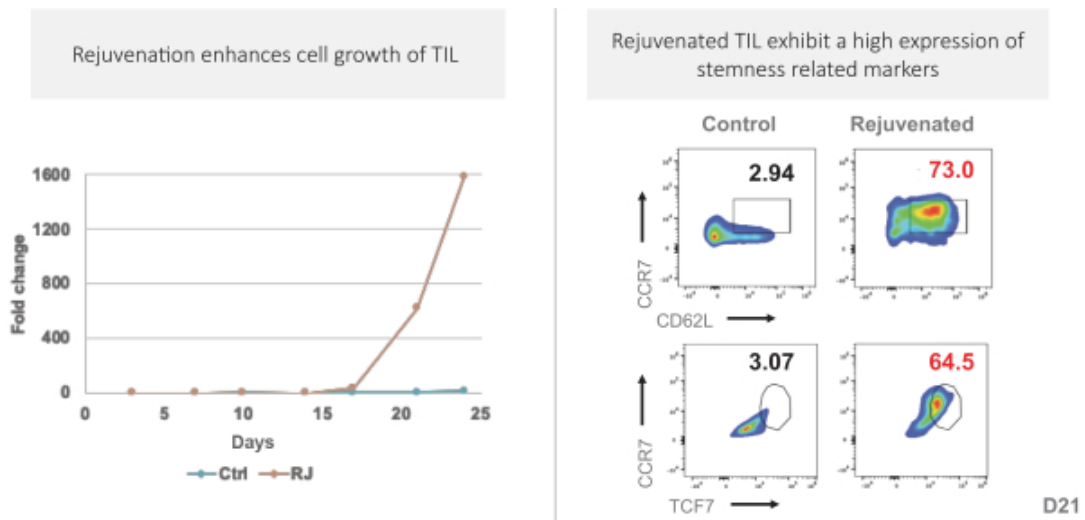 Rejuvenation enhances cell growth of TIL
1600
1200
800
400
0
Fold change
0 5 10 15 20 25
Days
Ctrl RJ
Rejuvenated TIL exhibit a high expression of
stemness related markers
Control Rejuvenated
2.94
73.0
CCR7
CD62L
3.07
64.5
CCR7
TCF7
D21